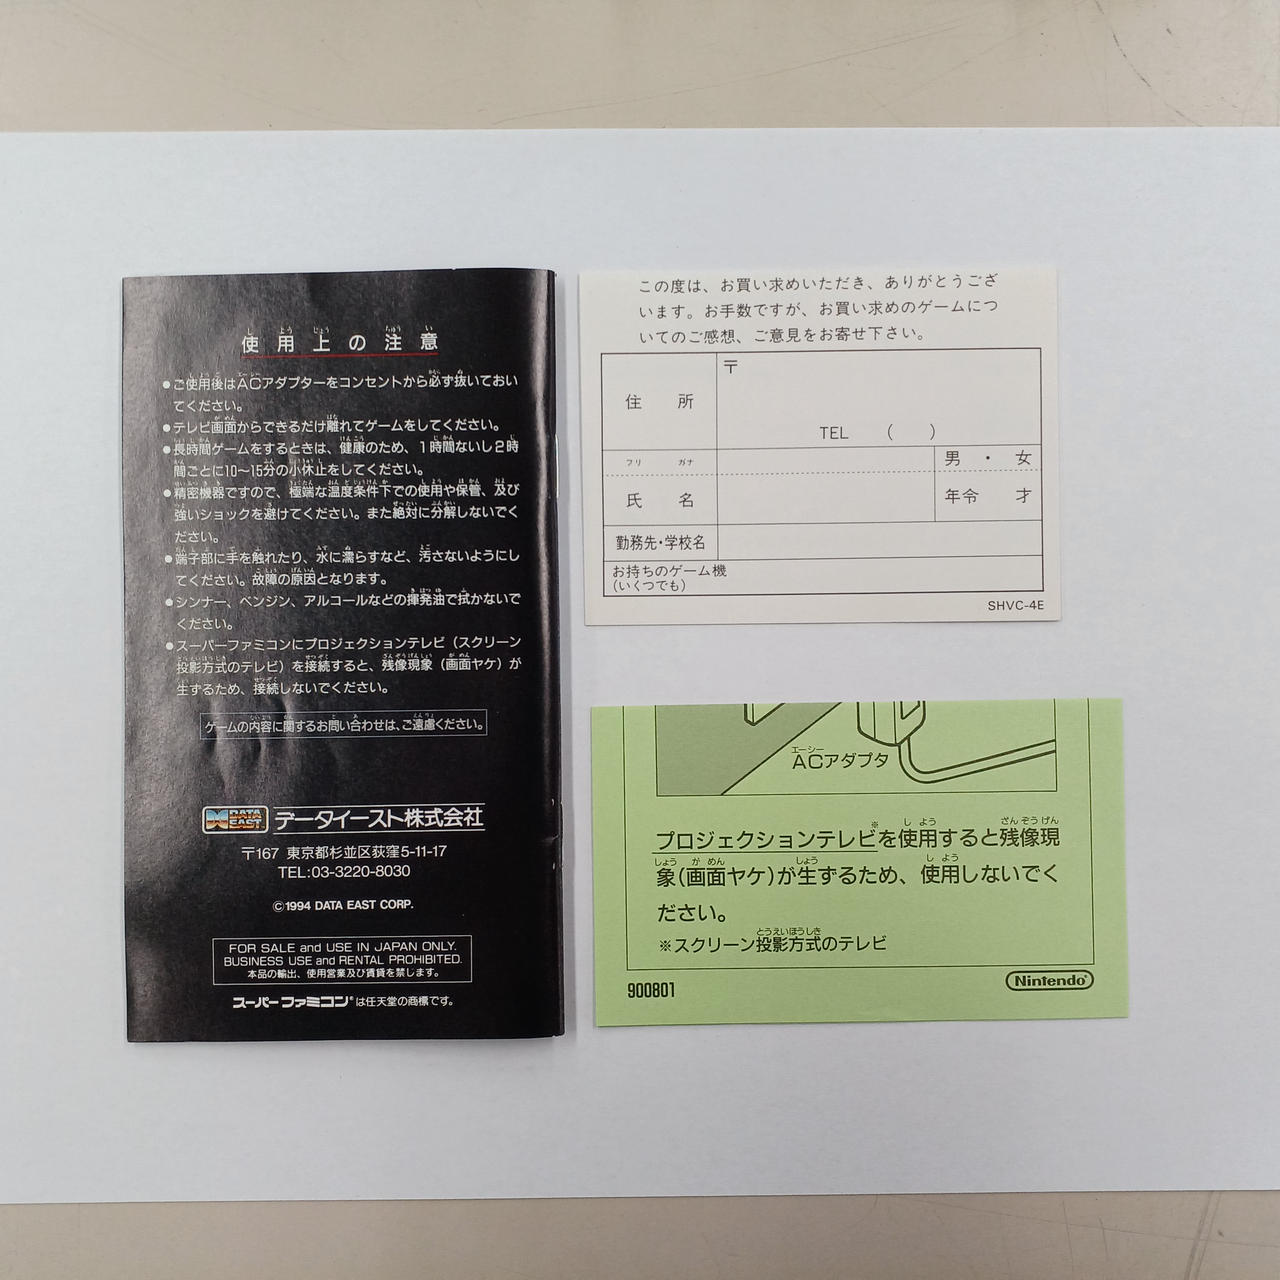 使用上の注意
●ご使用後はACアダプターをコンセントから必ず抜いておい
てください。
●テレビ画面からできるだけ離れてゲームをしてください。
●長時間ゲームをするときは、健康のため、1時間ないし2時
間ごとに10〜15分の小休止をしてください。
●精密機器ですので、極端な温度条件下での使用や保管、及び
強いショックを避けてください。また絶対に分解しないでく
ださい。
●端子部に手を触れたり、水に濡らすなど、汚さないようにし
てください。故障の原因となります。
●シンナー、ベンジン、アルコールなどの揮発油で拭かないで
ください。
●スーパーファミコンにプロジェクションテレビ（スクリーン
投影方式のテレビ）を接続すると、残像現象（画面ヤケ）が
生ずるため、接続しないでください。
ゲームの内容に関するお問い合わせは、ご遠慮ください。
DATA EAST データイースト株式会社
〒167 東京都杉並区荻窪5-11-17
TEL:03-3220-8030
©1994 DATA EAST CORP.
FOR SALE and USE IN JAPAN ONLY.
BUSINESS USE and RENTAL PROHIBITED.
本品の輸出、使用営業及び賃貸を禁します。
スーパーファミコン®は任天堂の商標です。
この度は、お買い求めいただき、ありがとうござ
います。お手数ですが、お買い求めのゲームにつ
いてのご感想、ご意見をお寄せ下さい。
〒
住所
TEL ( )
フリ ガナ
男・女
氏名
年令 才
勤務先・学校名
お持ちのゲーム機
(いくつでも)
SHVC-4E
エーシー
ACアダプタ
プロジェクションテレビ※を使用すると残像現
象(画面ヤケ)が生ずるため、使用しないでく
ださい。
※スクリーン投影方式のテレビ
900801
Nintendo®